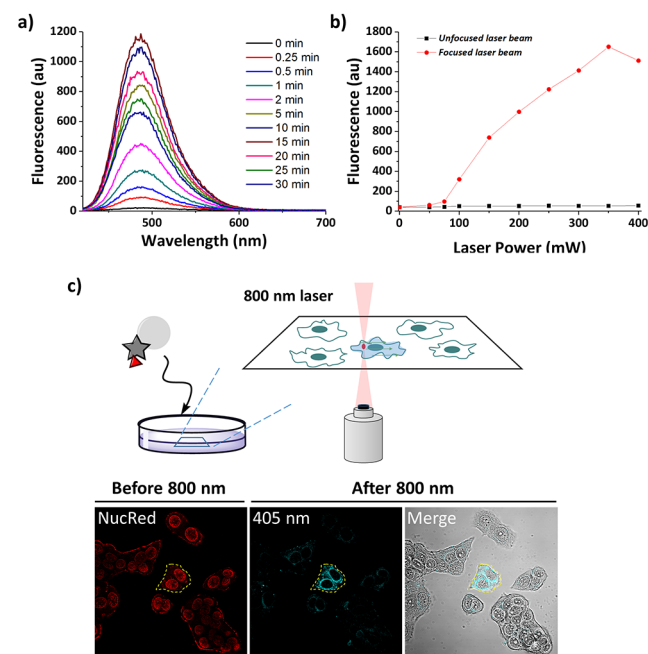 a)
1200
1000
800
600
400
200
0
500
600
700
Fluorescence (au)
Wavelength (nm)
0 min
0.25 min
0.5 min
1 min
2 min
5 min
10 min
15 min
20 min
25 min
30 min
b)
1800
1600
1400
1200
1000
800
600
400
200
0
0
100
200
300
400
Fluorescence (au)
Laser Power (mW)
Unfocused laser beam
Focused laser beam
c)
800 nm laser
Before 800 nm
After 800 nm
NucRed
405 nm
Merge